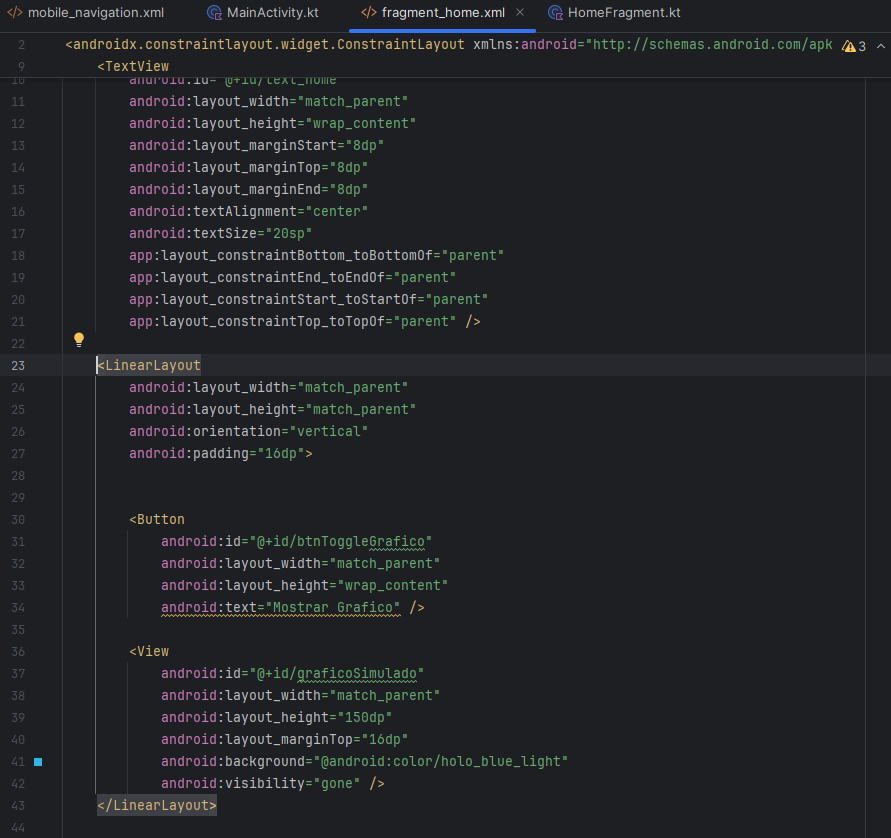 mobile_navigation.xml MainActivity.kt fragment_home.xml HomeFragment.kt
2 <androidx.constraintlayout.widget.ConstraintLayout xmlns:android="http://schemas.android.com/apk 3
9 <TextView
10 android:id="@+id/text_home"
11 android:layout_width="match_parent"
12 android:layout_height="wrap_content"
13 android:layout_marginStart="8dp"
14 android:layout_marginTop="8dp"
15 android:layout_marginEnd="8dp"
16 android:textAlignment="center"
17 android:textSize="20sp"
18 app:layout_constraintBottom_toBottomOf="parent"
19 app:layout_constraintEnd_toEndOf="parent"
20 app:layout_constraintStart_toStartOf="parent"
21 app:layout_constraintTop_toTopOf="parent" />
22
23 <LinearLayout
24 android:layout_width="match_parent"
25 android:layout_height="match_parent"
26 android:orientation="vertical"
27 android:padding="16dp">
28
29
30 <Button
31 android:id="@+id/btnToggleGrafico"
32 android:layout_width="match_parent"
33 android:layout_height="wrap_content"
34 android:text="Mostrar Grafico" />
35
36 <View
37 android:id="@+id/graficoSimulado"
38 android:layout_width="match_parent"
39 android:layout_height="150dp"
40 android:layout_marginTop="16dp"
41 android:background="@android:color/holo_blue_light"
42 android:visibility="gone" />
43 </LinearLayout>
44